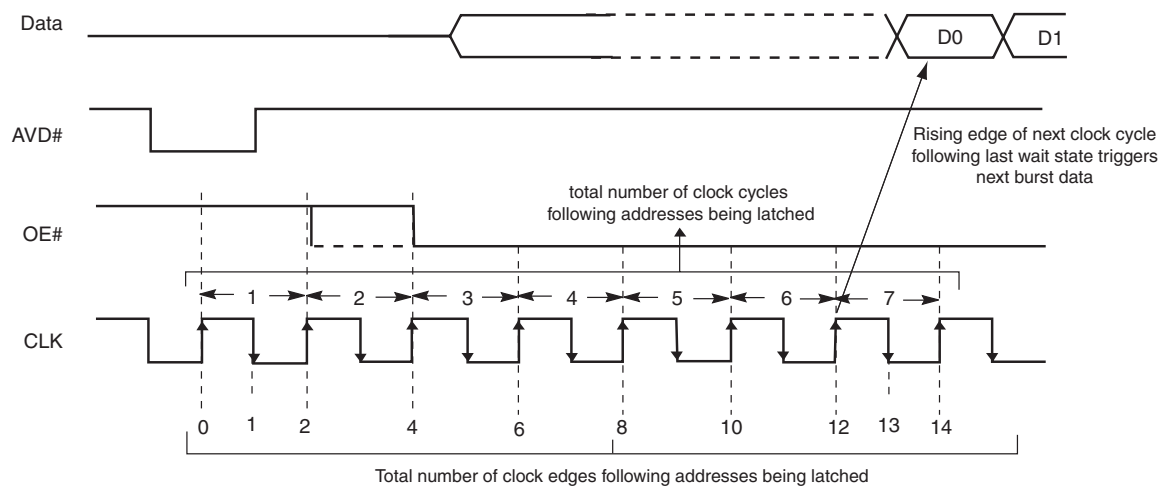 Data
D0
D1
AVD#
Rising edge of next clock cycle
following last wait state triggers
next burst data
total number of clock cycles
following addresses being latched
OE#
1 2 3 4 5 6 7
CLK
0 1 2 4 6 8 10 12 13 14
Total number of clock edges following addresses being latched